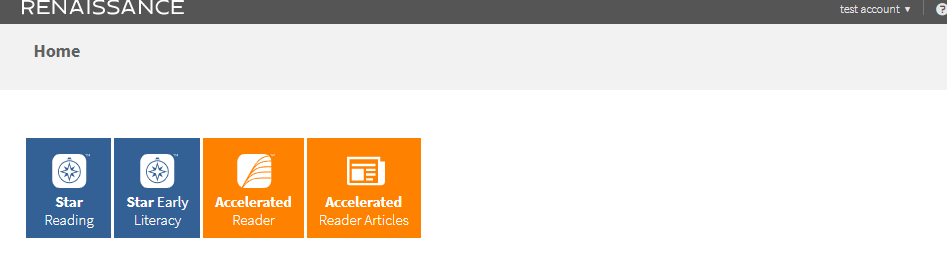 RENAISSANCE
test account ▼
Home
Star
Reading
Star Early
Literacy
Accelerated
Reader
Accelerated
Reader Articles